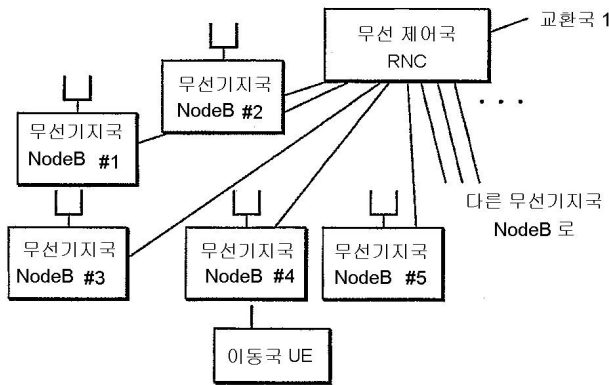 교환국 1
무선 제어국
RNC
무선기지국
NodeB #2
무선기지국
NodeB #1
. . .
다른 무선기지국
NodeB 로
무선기지국
NodeB #3
무선기지국
NodeB #4
무선기지국
NodeB #5
이동국 UE